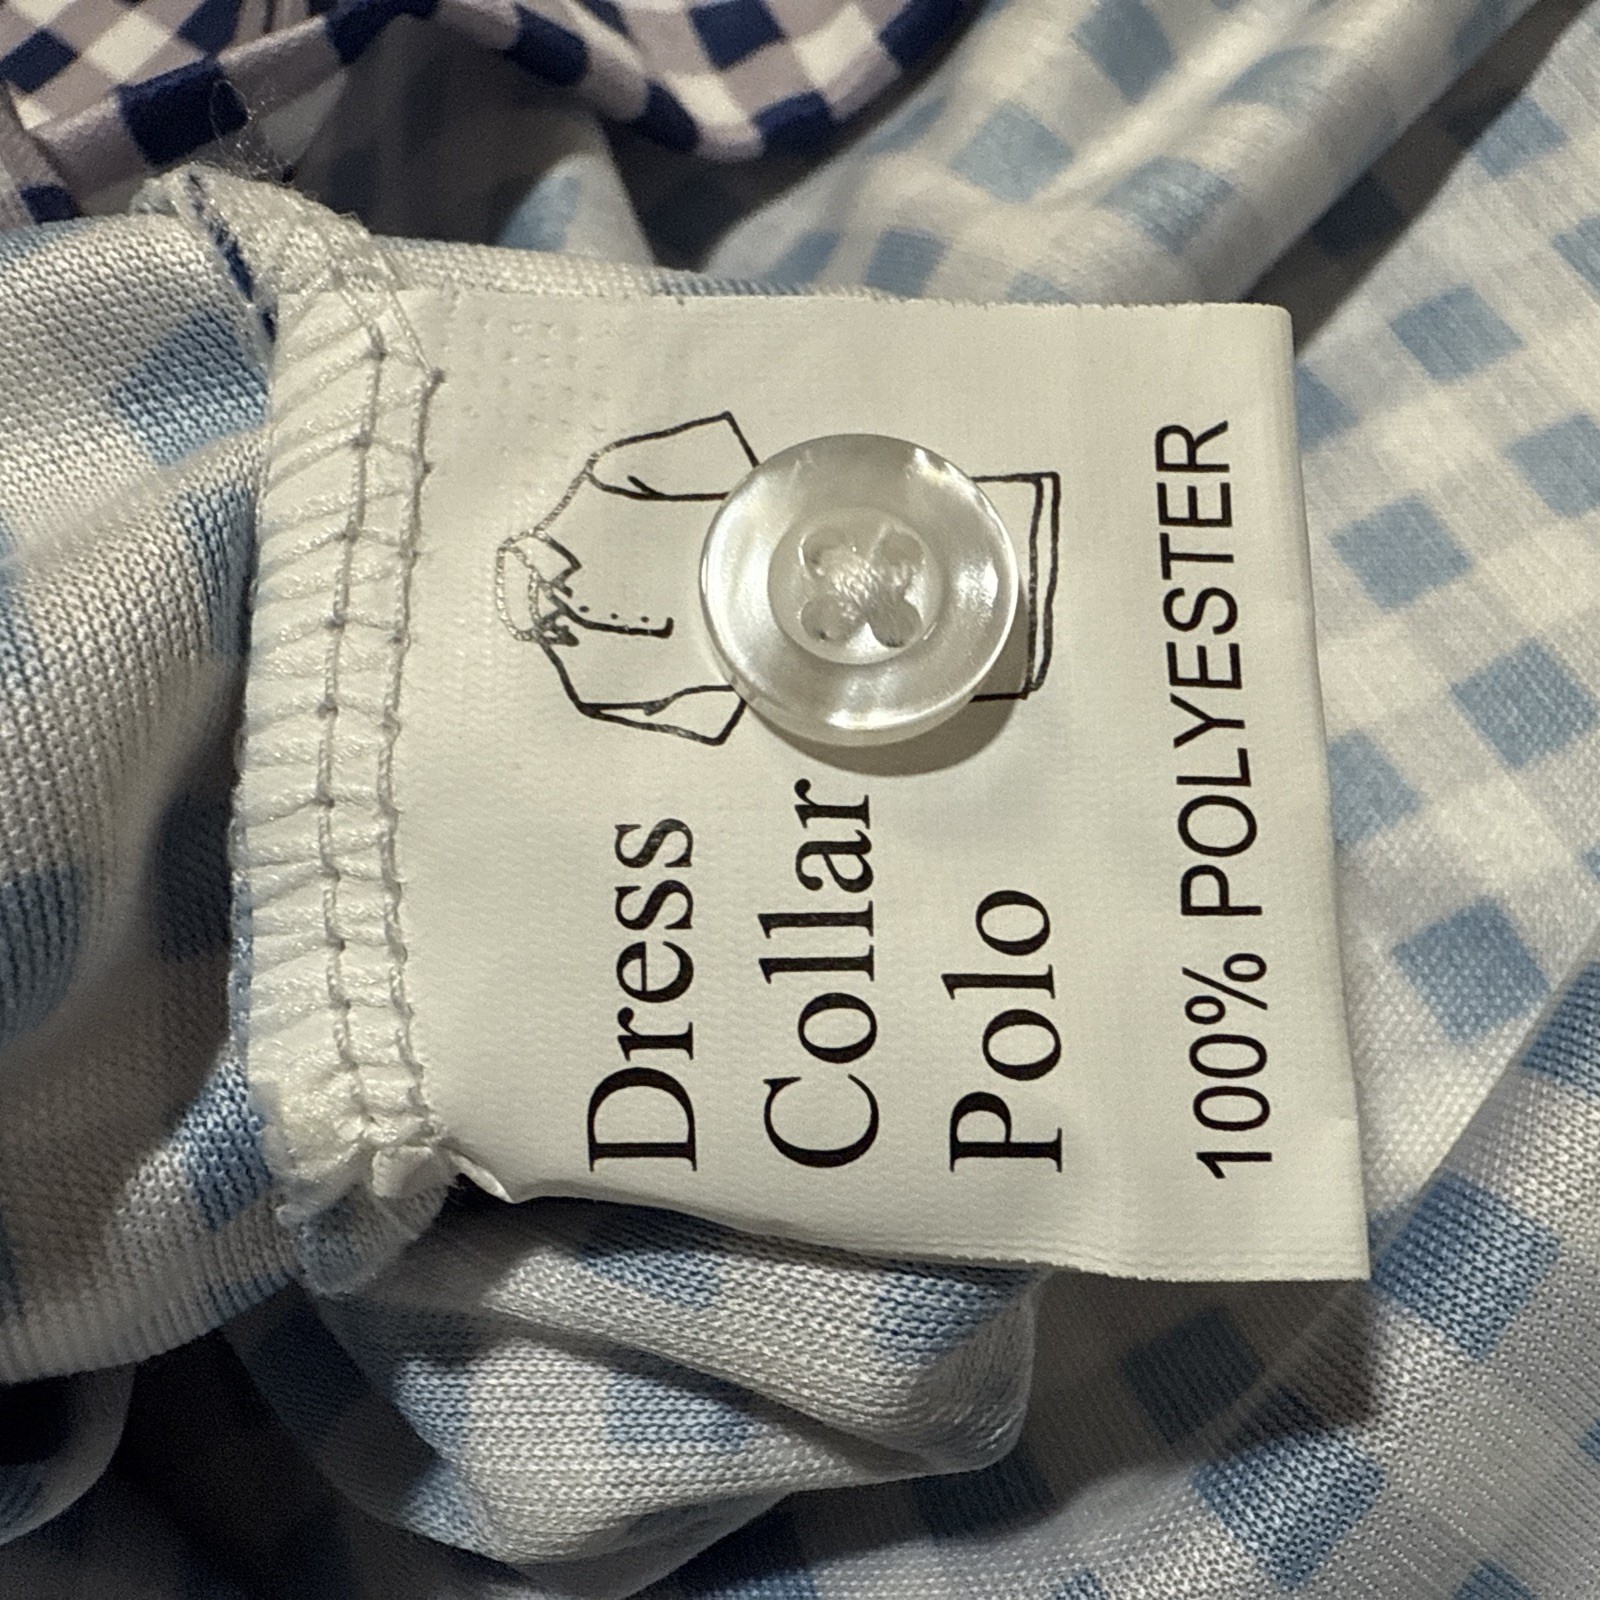 Dress
Collar
Polo
100% POLYESTER